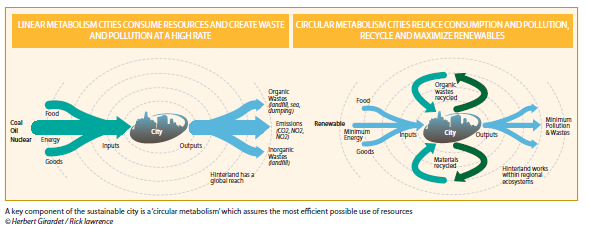 LINEAR METABOLISM CITIES CONSUME RESOURCES AND CREATE WASTE
AND POLLUTION AT A HIGH RATE
Organic
Wastes
(landfill, sea,
dumping)
Food
Coal
Oil
Nuclear
Energy
City
Emissions
(CO2, NO2,
NO2)
Inputs
Outputs
Goods
Inorganic
Wastes
(landfill)
Hinterland has a
global reach
CIRCULAR METABOLISM CITIES REDUCE CONSUMPTION AND POLLUTION,
RECYCLE AND MAXIMIZE RENEWABLES
Organic
wastes
recycled
Food
Renewable
Minimum
Energy
City
Inputs
Outputs
Minimum
Pollution
& Wastes
Goods
Materials
recycled
Hinterland works
within regional
ecosystems
A key component of the sustainable city is a 'circular metabolism' which assures the most efficient possible use of resources
© Herbert Girardet / Rick lawrence